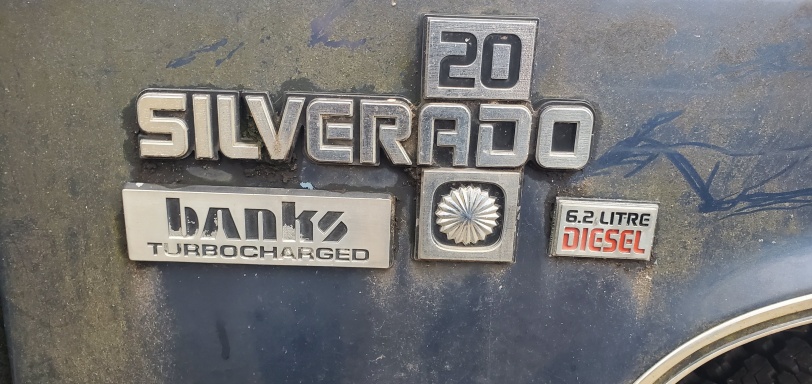 20
SILVERADO
banks
TURBOCHARGED
6.2 LITRE
DIESEL